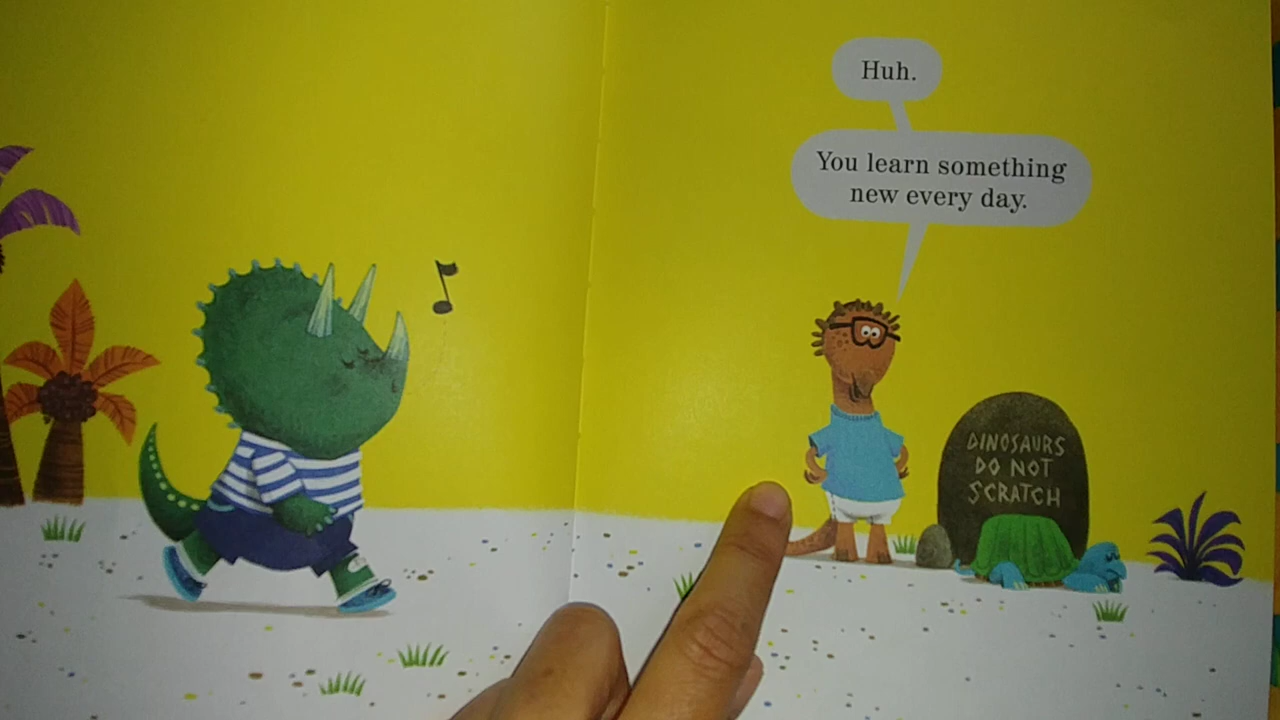 Huh.
You learn something
new every day.
DINOSAURS
DO NOT
SCRATCH